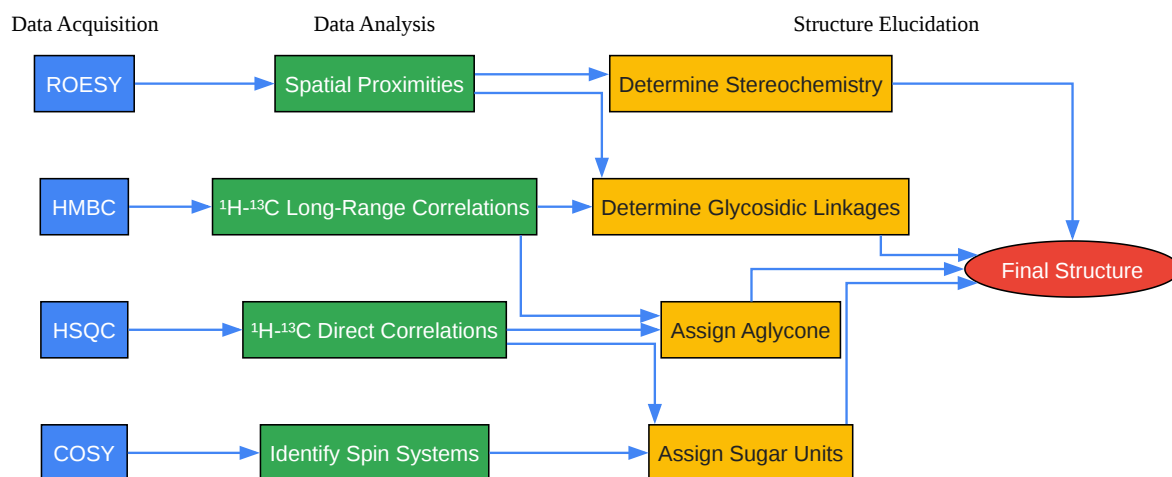 Data Acquisition
Data Analysis
Structure Elucidation
ROESY
Spatial Proximities
Determine Stereochemistry
HMBC
¹H-¹³C Long-Range Correlations
Determine Glycosidic Linkages
Final Structure
HSQC
¹H-¹³C Direct Correlations
Assign Aglycone
COSY
Identify Spin Systems
Assign Sugar Units